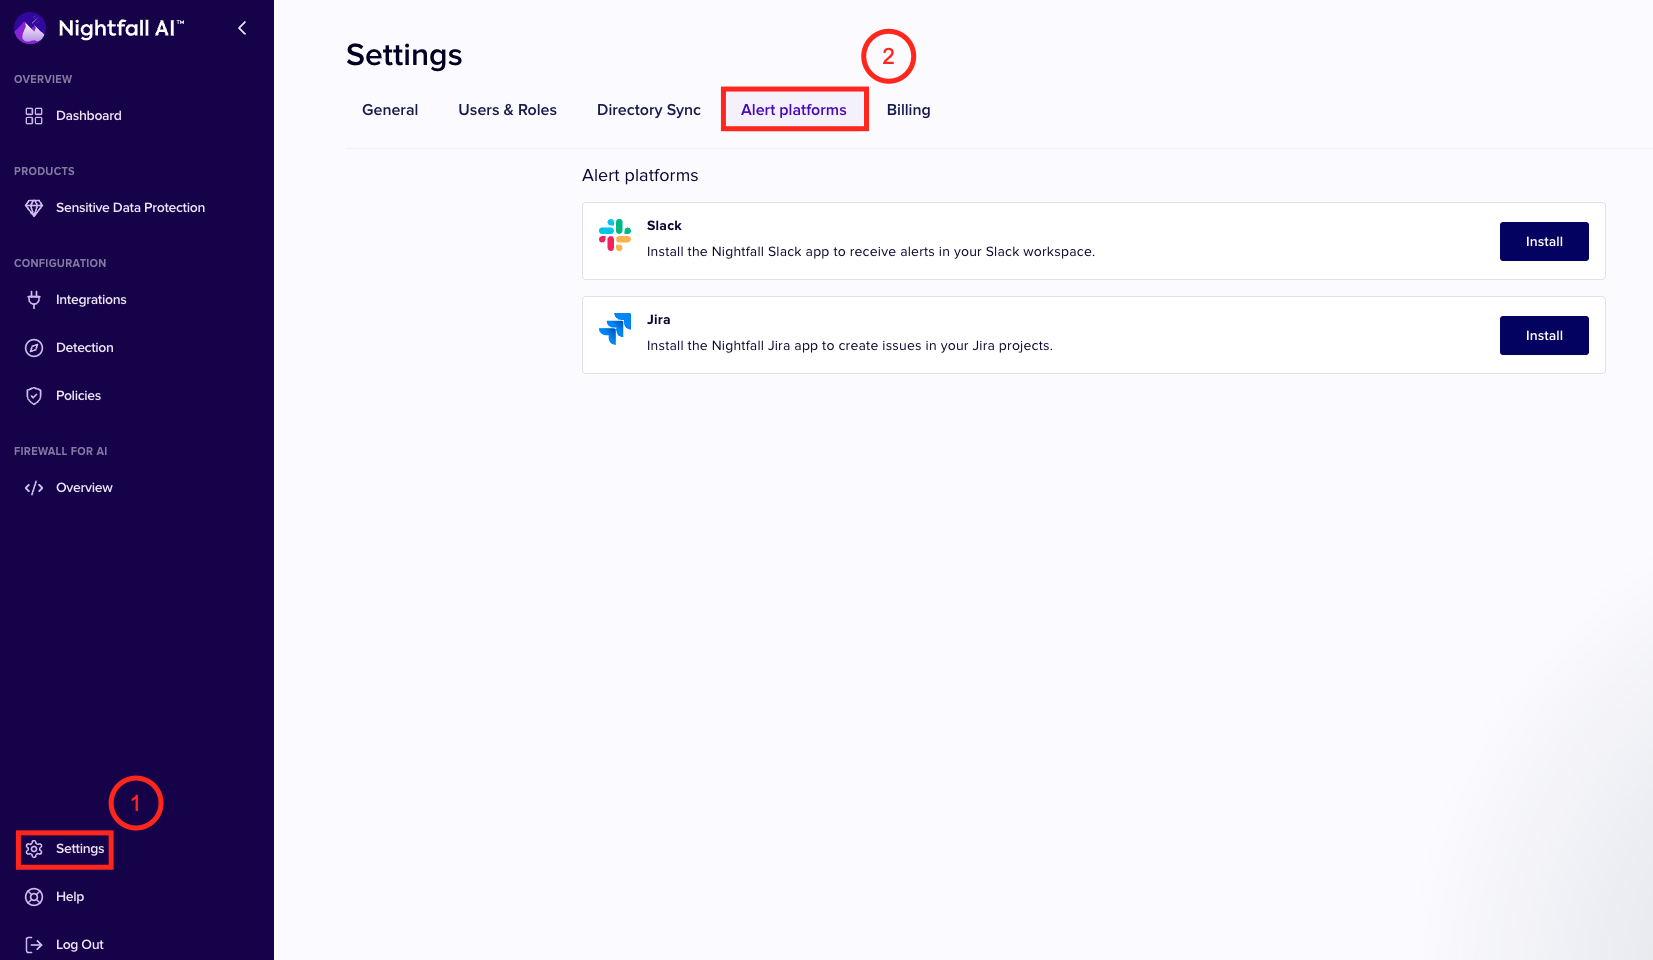 Nightfall AI™
OVERVIEW
Dashboard
PRODUCTS
Sensitive Data Protection
CONFIGURATION
Integrations
Detection
Policies
FIREWALL FOR AI
Overview
1
Settings
Help
Log Out
Settings
2
General
Users & Roles
Directory Sync
Alert platforms
Billing
Alert platforms
Slack
Install the Nightfall Slack app to receive alerts in your Slack workspace.
Install
Jira
Install the Nightfall Jira app to create issues in your Jira projects.
Install